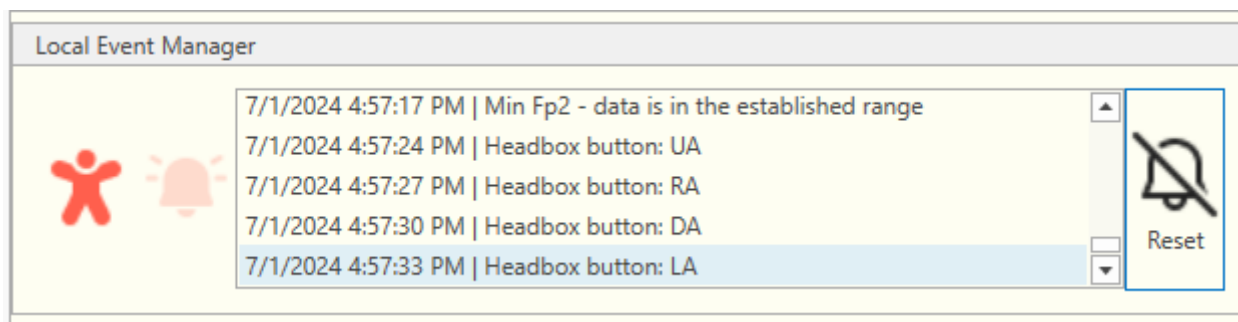 Local Event Manager
7/1/2024 4:57:17 PM | Min Fp2 - data is in the established range
7/1/2024 4:57:24 PM | Headbox button: UA
7/1/2024 4:57:27 PM | Headbox button: RA
7/1/2024 4:57:30 PM | Headbox button: DA
7/1/2024 4:57:33 PM | Headbox button: LA
Reset